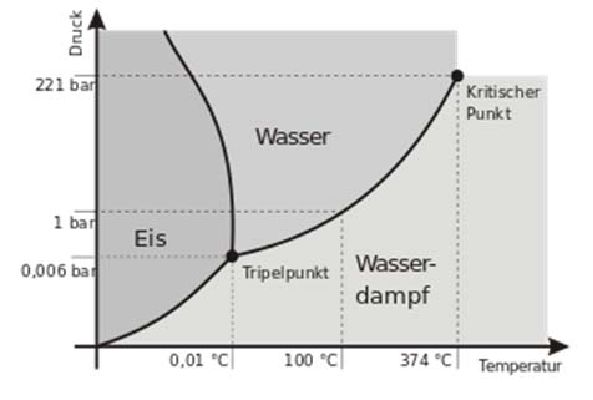 Druck
221 bar
Kritischer
Punkt
Wasser
1 bar
Eis
0,006 bar
Tripelpunkt
Wasser-
dampf
0,01 °C
100 °C
374 °C
Temperatur